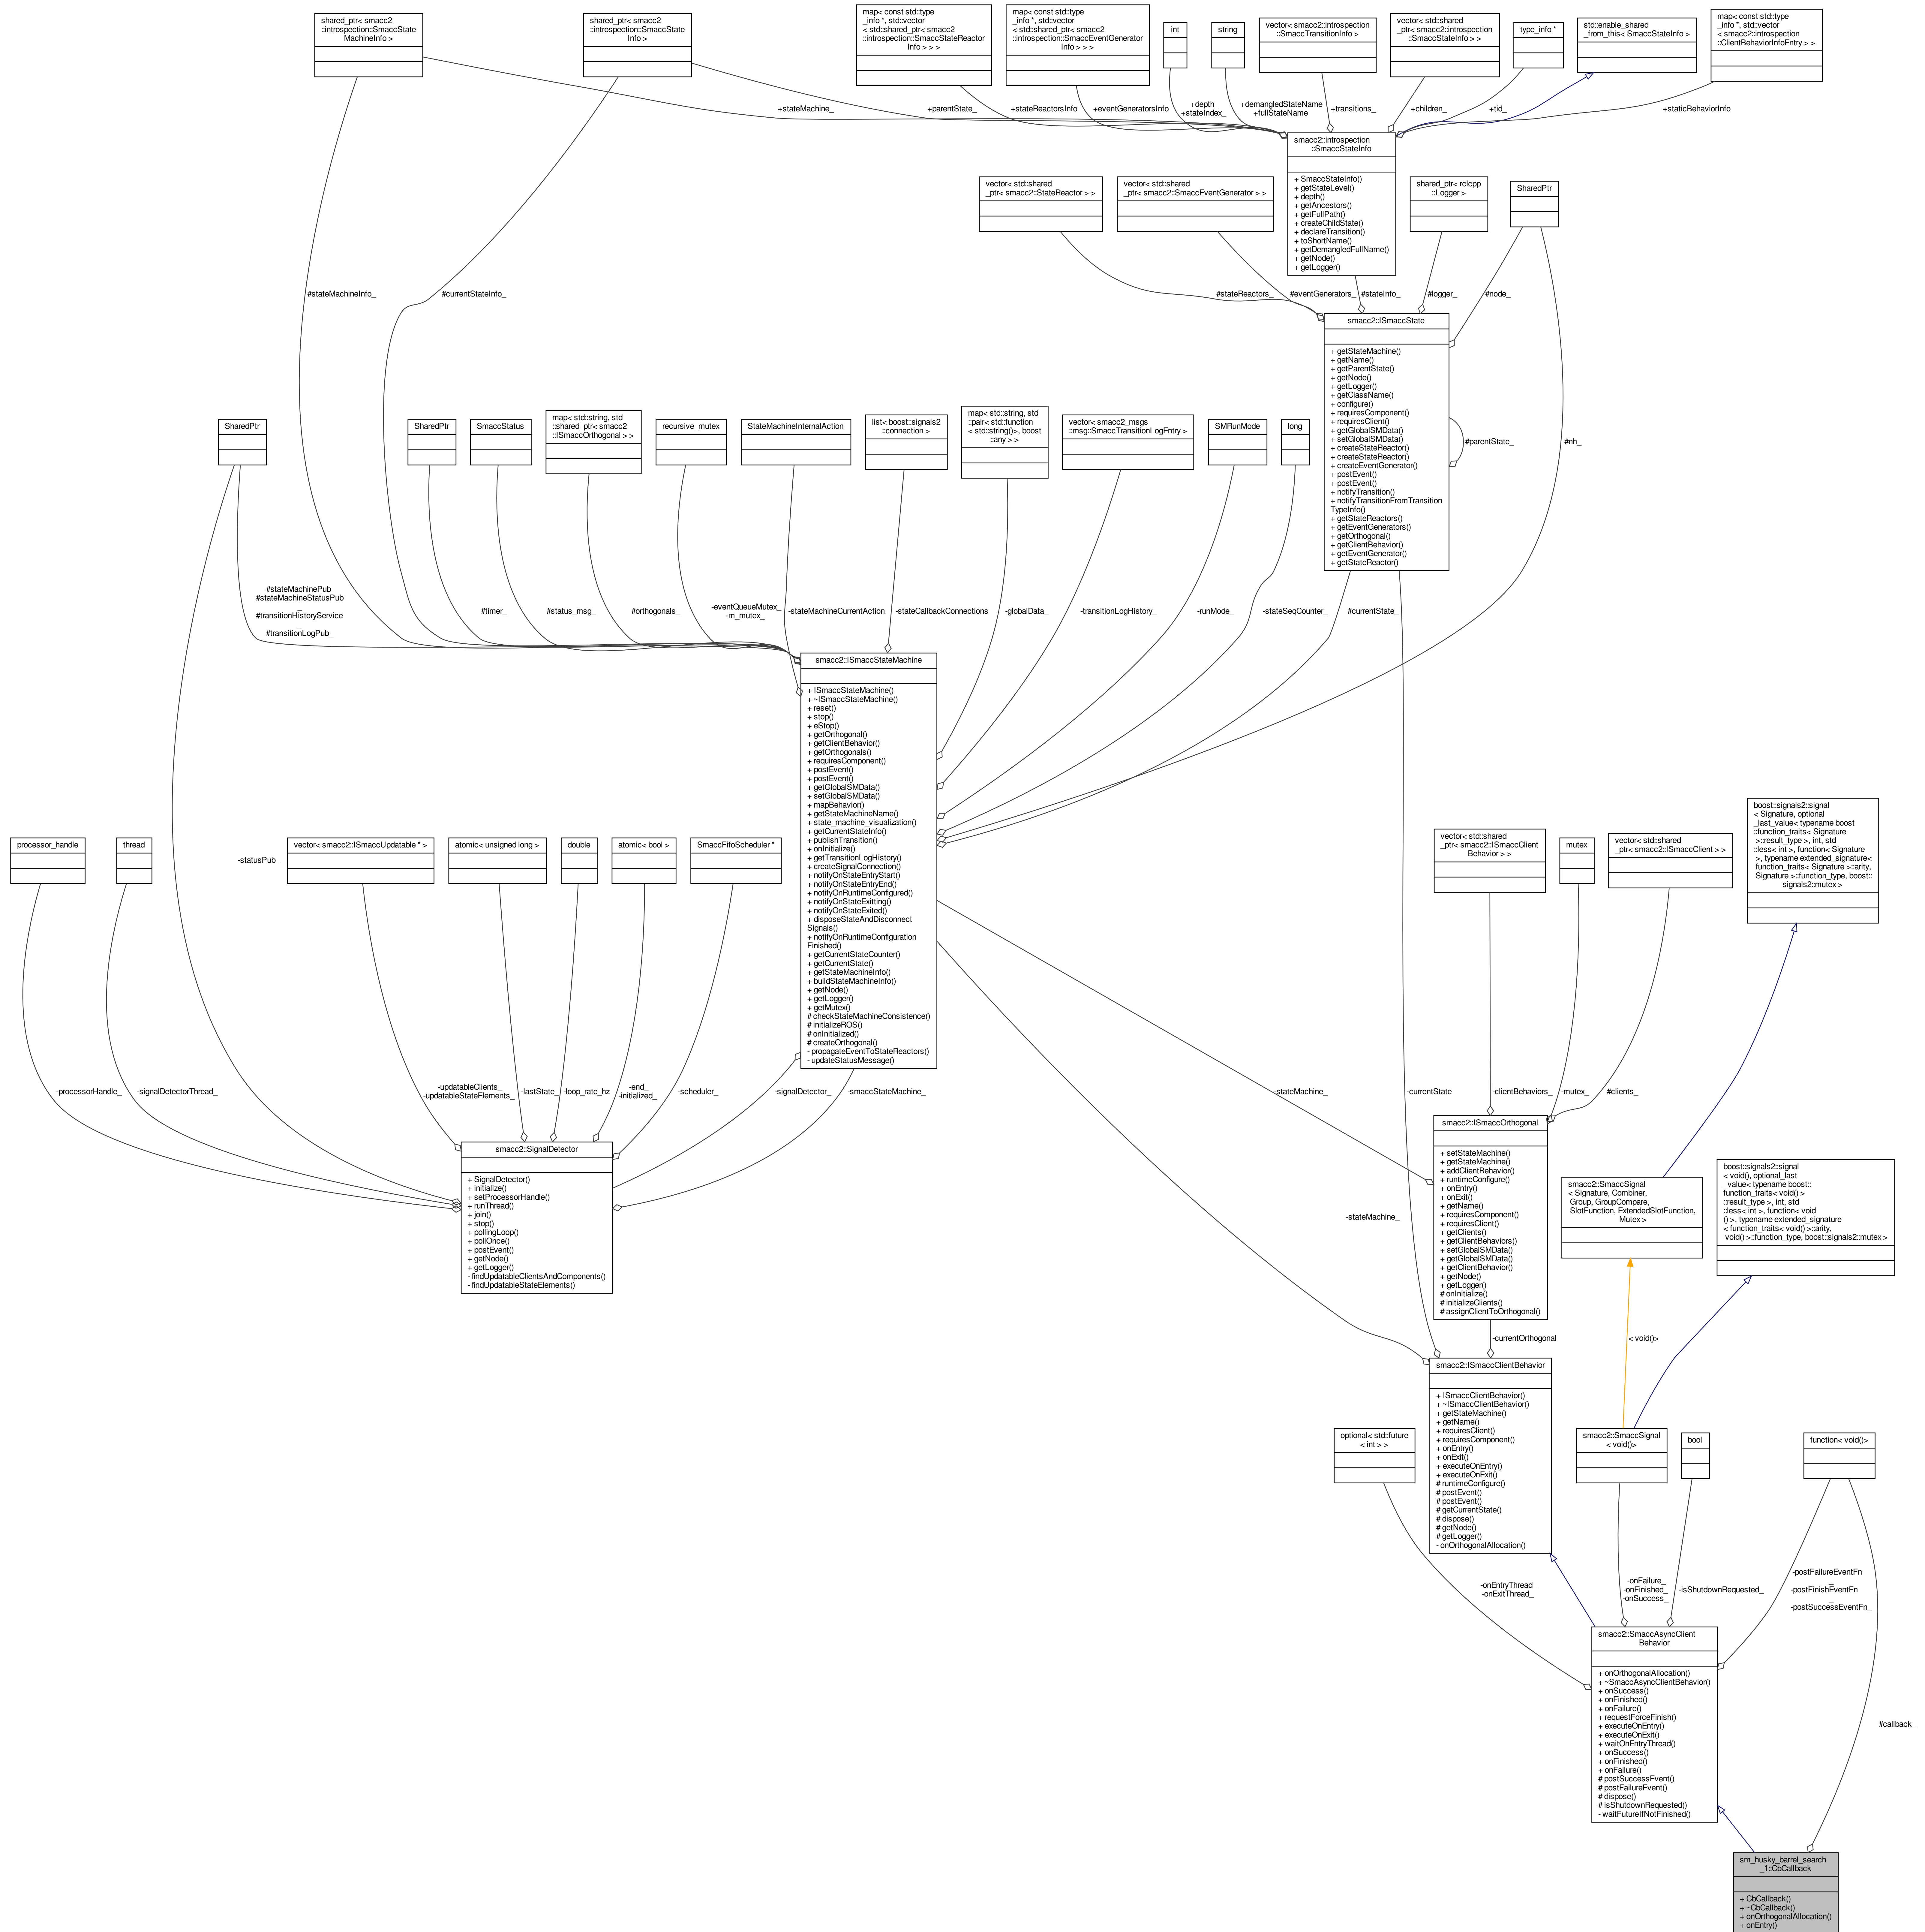 shared_ptr< smacc2
::introspection::SmaccState
MachineInfo >
shared_ptr< smacc2
::introspection::SmaccState
Info >
map< const std::type
_info *, std::vector
< std::shared_ptr< smacc2
::introspection::SmaccStateReactor
Info > > >
map< const std::type
_info *, std::vector
< std::shared_ptr< smacc2
::introspection::SmaccEventGenerator
Info > > >
int
string
vector< smacc2::introspection
::SmaccTransitionInfo >
vector< std::shared
_ptr< smacc2::introspection
::SmaccStateInfo > >
type_info *
std::enable_shared
_from_this< SmaccStateInfo >
map< const std::type
_info *, std::vector
< smacc2::introspection
::ClientBehaviorInfoEntry > >
+stateMachine_
+parentState_
+stateReactorsInfo
+eventGeneratorsInfo
+depth_
+stateIndex_
+demangledStateName
+fullStateName
+transitions_
+children_
+tid_
+staticBehaviorInfo
smacc2::introspection
::SmaccStateInfo
+ SmaccStateInfo()
+ getStateLevel()
+ depth()
+ getAncestors()
+ getFullPath()
+ createChildState()
+ declareTransition()
+ toShortName()
+ getDemangledFullName()
+ getNode()
+ getLogger()
vector< std::shared
_ptr< smacc2::StateReactor > >
vector< std::shared
_ptr< smacc2::SmaccEventGenerator > >
shared_ptr< rclcpp
::Logger >
SharedPtr
#stateMachineInfo_
#currentStateInfo_
#stateReactors_
#eventGenerators_
#stateInfo_
#logger_
#node_
smacc2::ISmaccState
+ getStateMachine()
+ getName()
+ getParentState()
+ getNode()
+ getLogger()
+ getClassName()
+ configure()
+ requiresComponent()
+ requiresClient()
+ getGlobalSMData()
+ setGlobalSMData()
+ createStateReactor()
+ createStateReactor()
+ createEventGenerator()
+ postEvent()
+ postEvent()
+ notifyTransition()
+ notifyTransitionFromTransition
TypeInfo()
+ getStateReactors()
+ getEventGenerators()
+ getOrthogonal()
+ getClientBehavior()
+ getEventGenerator()
+ getStateReactor()
#parentState_
#nh_
SharedPtr
SharedPtr
SmaccStatus
map< std::string, std
::shared_ptr< smacc2
::ISmaccOrthogonal > >
recursive_mutex
StateMachineInternalAction
list< boost::signals2
::connection >
map< std::string, std
::pair< std::function
< std::string()>, boost
::any > >
vector< smacc2_msgs
::msg::SmaccTransitionLogEntry >
SMRunMode
long
#stateMachinePub_
#stateMachineStatusPub
_
#transitionHistoryService
_
#transitionLogPub_
#timer_
#status_msg_
#orthogonals_
-eventQueueMutex_
-m_mutex_
-stateMachineCurrentAction
-stateCallbackConnections
-globalData_
-transitionLogHistory_
-runMode_
-stateSeqCounter_
#currentState_
smacc2::ISmaccStateMachine
+ ISmaccStateMachine()
+ ~ISmaccStateMachine()
+ reset()
+ stop()
+ eStop()
+ getOrthogonal()
+ getClientBehavior()
+ getOrthogonals()
+ requiresComponent()
+ postEvent()
+ postEvent()
+ getGlobalSMData()
+ setGlobalSMData()
+ mapBehavior()
+ getStateMachineName()
+ state_machine_visualization()
+ getCurrentStateInfo()
+ publishTransition()
+ onInitialize()
+ getTransitionLogHistory()
+ createSignalConnection()
+ notifyOnStateEntryStart()
+ notifyOnStateEntryEnd()
+ notifyOnRuntimeConfigured()
+ notifyOnStateExitting()
+ notifyOnStateExited()
+ disposeStateAndDisconnect
Signals()
+ notifyOnRuntimeConfiguration
Finished()
+ getCurrentStateCounter()
+ getCurrentState()
+ getStateMachineInfo()
+ buildStateMachineInfo()
+ getNode()
+ getLogger()
+ getMutex()
# checkStateMachineConsistence()
# initializeROS()
# onInitialized()
# createOrthogonal()
- propagateEventToStateReactors()
- updateStatusMessage()
processor_handle
thread
-statusPub_
vector< smacc2::ISmaccUpdatable * >
atomic< unsigned long >
double
atomic< bool >
SmaccFifoScheduler *
-processorHandle_
-signalDetectorThread_
-updatableClients_
-updatableStateElements_
-lastState_
-loop_rate_hz
-end_
-initialized_
-scheduler_
-signalDetector_
-smaccStateMachine_
smacc2::SignalDetector
+ SignalDetector()
+ initialize()
+ setProcessorHandle()
+ runThread()
+ join()
+ stop()
+ pollingLoop()
+ pollOnce()
+ postEvent()
+ getNode()
+ getLogger()
- findUpdatableClientsAndComponents()
- findUpdatableStateElements()
vector< std::shared
_ptr< smacc2::ISmaccClient
Behavior > >
mutex
vector< std::shared
_ptr< smacc2::ISmaccClient > >
boost::signals2::signal
< Signature, optional
_last_value< typename boost
::function_traits< Signature
>::result_type >, int, std
::less< int >, function< Signature
>, typename extended_signature<
function_traits< Signature >::arity,
Signature >::function_type, boost::
signals2::mutex >
-stateMachine_
-currentState
-clientBehaviors_
-mutex_
#clients_
smacc2::ISmaccOrthogonal
+ setStateMachine()
+ getStateMachine()
+ addClientBehavior()
+ runtimeConfigure()
+ onEntry()
+ onExit()
+ getName()
+ requiresComponent()
+ requiresClient()
+ getClients()
+ getClientBehaviors()
+ setGlobalSMData()
+ getGlobalSMData()
+ getClientBehavior()
+ getNode()
+ getLogger()
# onInitialize()
# initializeClients()
# assignClientToOrthogonal()
smacc2::SmaccSignal
< Signature, Combiner,
Group, GroupCompare,
SlotFunction, ExtendedSlotFunction,
Mutex >
boost::signals2::signal
< void(), optional_last
_value< typename boost::
function_traits< void() >
::result_type >, int, std
::less< int >, function< void
() >, typename extended_signature
< function_traits< void() >::arity,
void() >::function_type, boost::signals2::mutex >
-stateMachine_
-currentOrthogonal
< void()>
smacc2::ISmaccClientBehavior
+ ISmaccClientBehavior()
+ ~ISmaccClientBehavior()
+ getStateMachine()
+ getName()
+ requiresClient()
+ requiresComponent()
+ onEntry()
+ onExit()
+ executeOnEntry()
+ executeOnExit()
# runtimeConfigure()
# postEvent()
# postEvent()
# getCurrentState()
# dispose()
# getNode()
# getLogger()
- onOrthogonalAllocation()
optional< std::future
< int > >
smacc2::SmaccSignal
< void()>
bool
function< void()>
-onEntryThread_
-onExitThread_
-onFailure_
-onFinished_
-onSuccess_
-isShutdownRequested_
-postFailureEventFn
_
-postFinishEventFn
_
-postSuccessEventFn_
#callback_
smacc2::SmaccAsyncClient
Behavior
+ onOrthogonalAllocation()
+ ~SmaccAsyncClientBehavior()
+ onSuccess()
+ onFinished()
+ onFailure()
+ requestForceFinish()
+ executeOnEntry()
+ executeOnExit()
+ waitOnEntryThread()
+ onSuccess()
+ onFinished()
+ onFailure()
# postSuccessEvent()
# postFailureEvent()
# dispose()
# isShutdownRequested()
- waitFutureIfNotFinished()
sm_husky_barrel_search
_1::CbCallback
+ CbCallback()
+ ~CbCallback()
+ onOrthogonalAllocation()
+ onEntry()